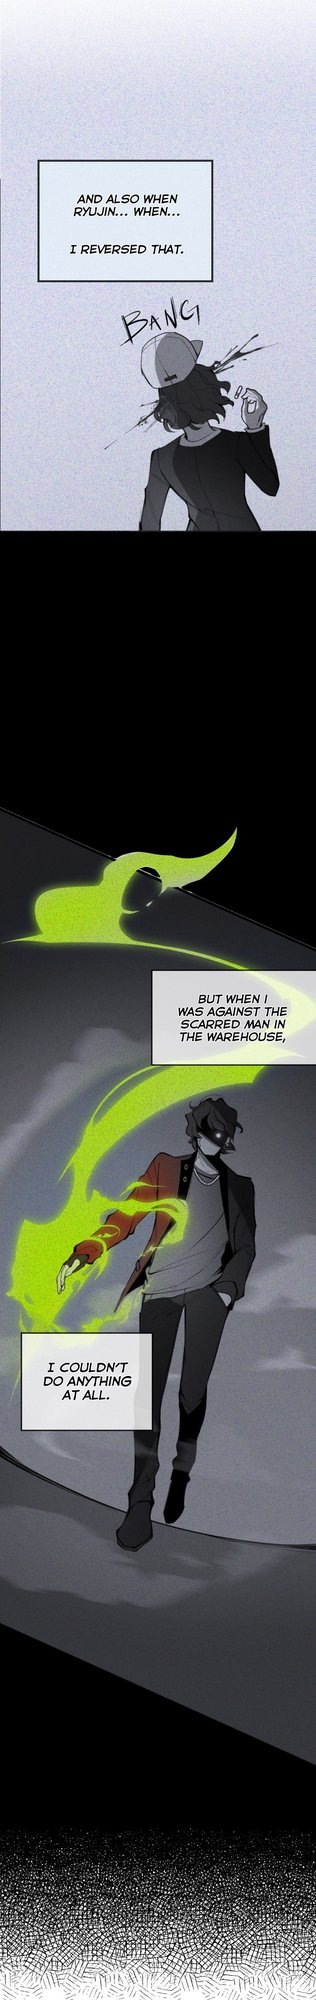 AND ALSO WHEN
RYUJIN... WHEN...
I REVERSED THAT.
BANG
BUT WHEN I
WAS AGAINST THE
SCARRED MAN IN
THE WAREHOUSE,
I COULDN'T
DO ANYTHING
AT ALL.